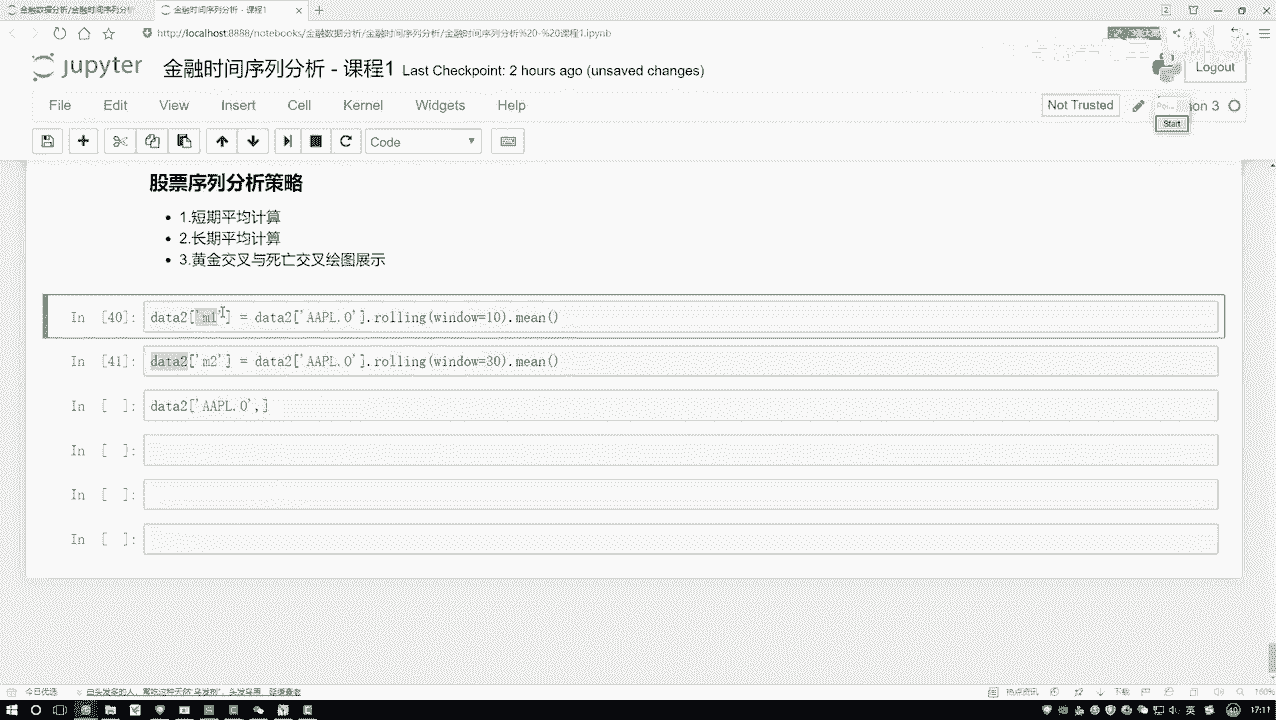 金融数据分析/金融时间序列分析
金融时间序列分析 - 课程1
http://localhost:8888/notebooks/金融数据分析/金融时间序列分析/金融时间序列分析%20-%20课程1.ipynb
jupyter 金融时间序列分析 - 课程1 Last Checkpoint: 2 hours ago (unsaved changes)
Logout
File Edit View Insert Cell Kernel Widgets Help
Not Trusted
on 3
Start
Code
股票序列分析策略
1.短期平均计算
2.长期平均计算
3.黄金交叉与死亡交叉绘图展示
In [40]: data2['m1'] = data2['AAPL.O'].rolling(window=10).mean()
In [41]: data2['m2'] = data2['AAPL.O'].rolling(window=30).mean()
In [ ]: data2['AAPL.O',]
In [ ]:
In [ ]:
In [ ]:
今日优选
热点资讯
下载
160%
英
17:11